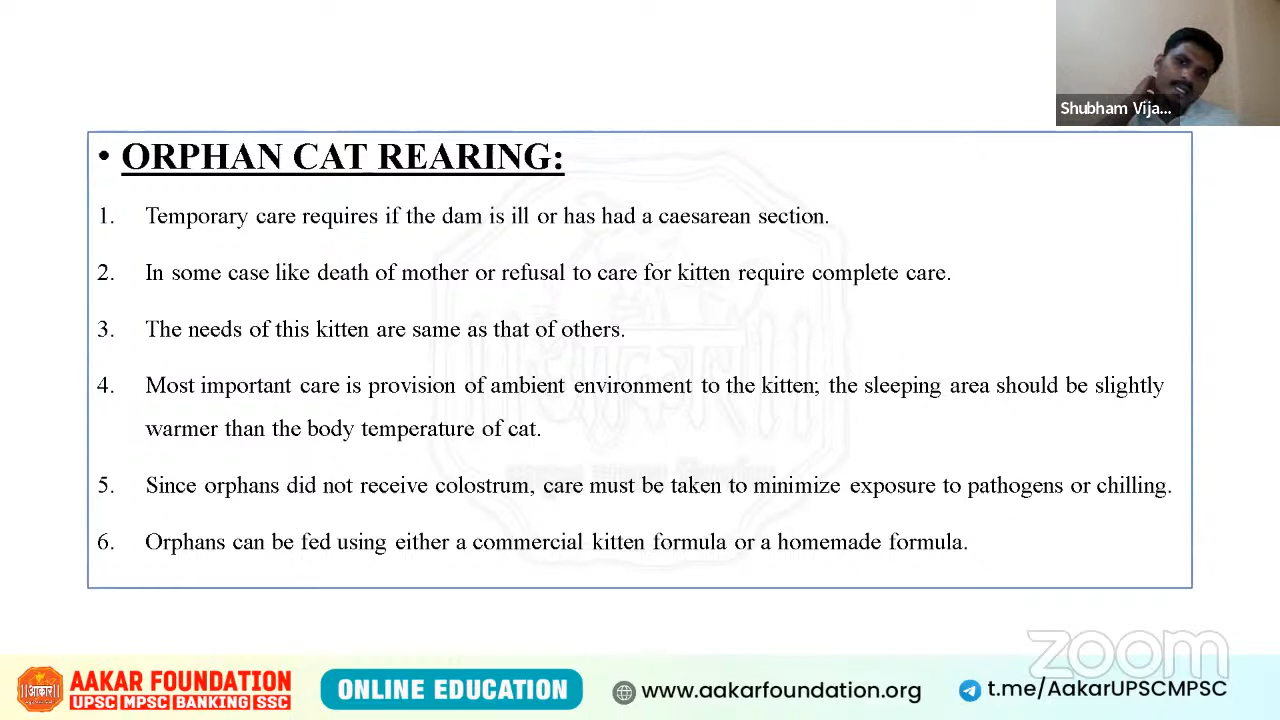 Shubham Vija...
• ORPHAN CAT REARING:
1. Temporary care requires if the dam is ill or has had a caesarean section.
2. In some case like death of mother or refusal to care for kitten require complete care.
3. The needs of this kitten are same as that of others.
4. Most important care is provision of ambient environment to the kitten; the sleeping area should be slightly
warmer than the body temperature of cat.
5. Since orphans did not receive colostrum, care must be taken to minimize exposure to pathogens or chilling.
6. Orphans can be fed using either a commercial kitten formula or a homemade formula.
आकार
zoom
॥आकार॥
AAKAR FOUNDATION
UPSC MPSC BANKING SSC
ONLINE EDUCATION
www.aakarfoundation.org
t.me/AakarUPSCMPSC